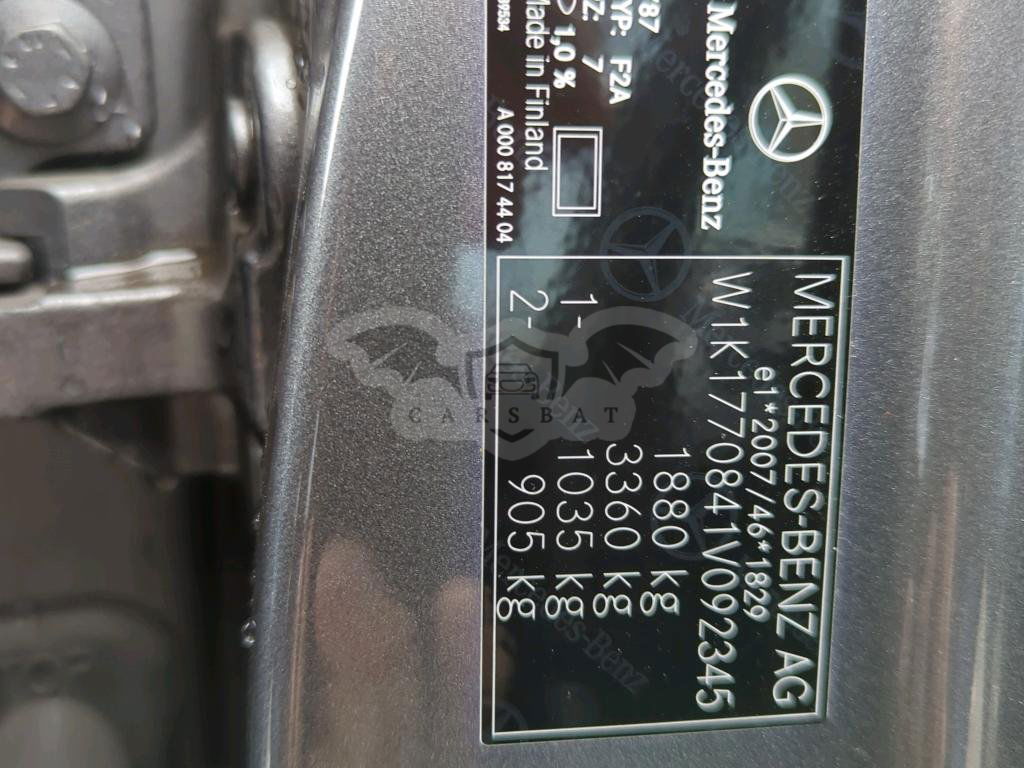 MERCEDES-BENZ AG
e1*2007/46*1829
W1K1770841V092345
1880 kg
3360 kg
1- 1035 kg
2- 905 kg
Mercedes-Benz
787
TYP: F2A
Z: 7
1,0 %
Made in Finland
A 000 817 44 04
CARSBAT